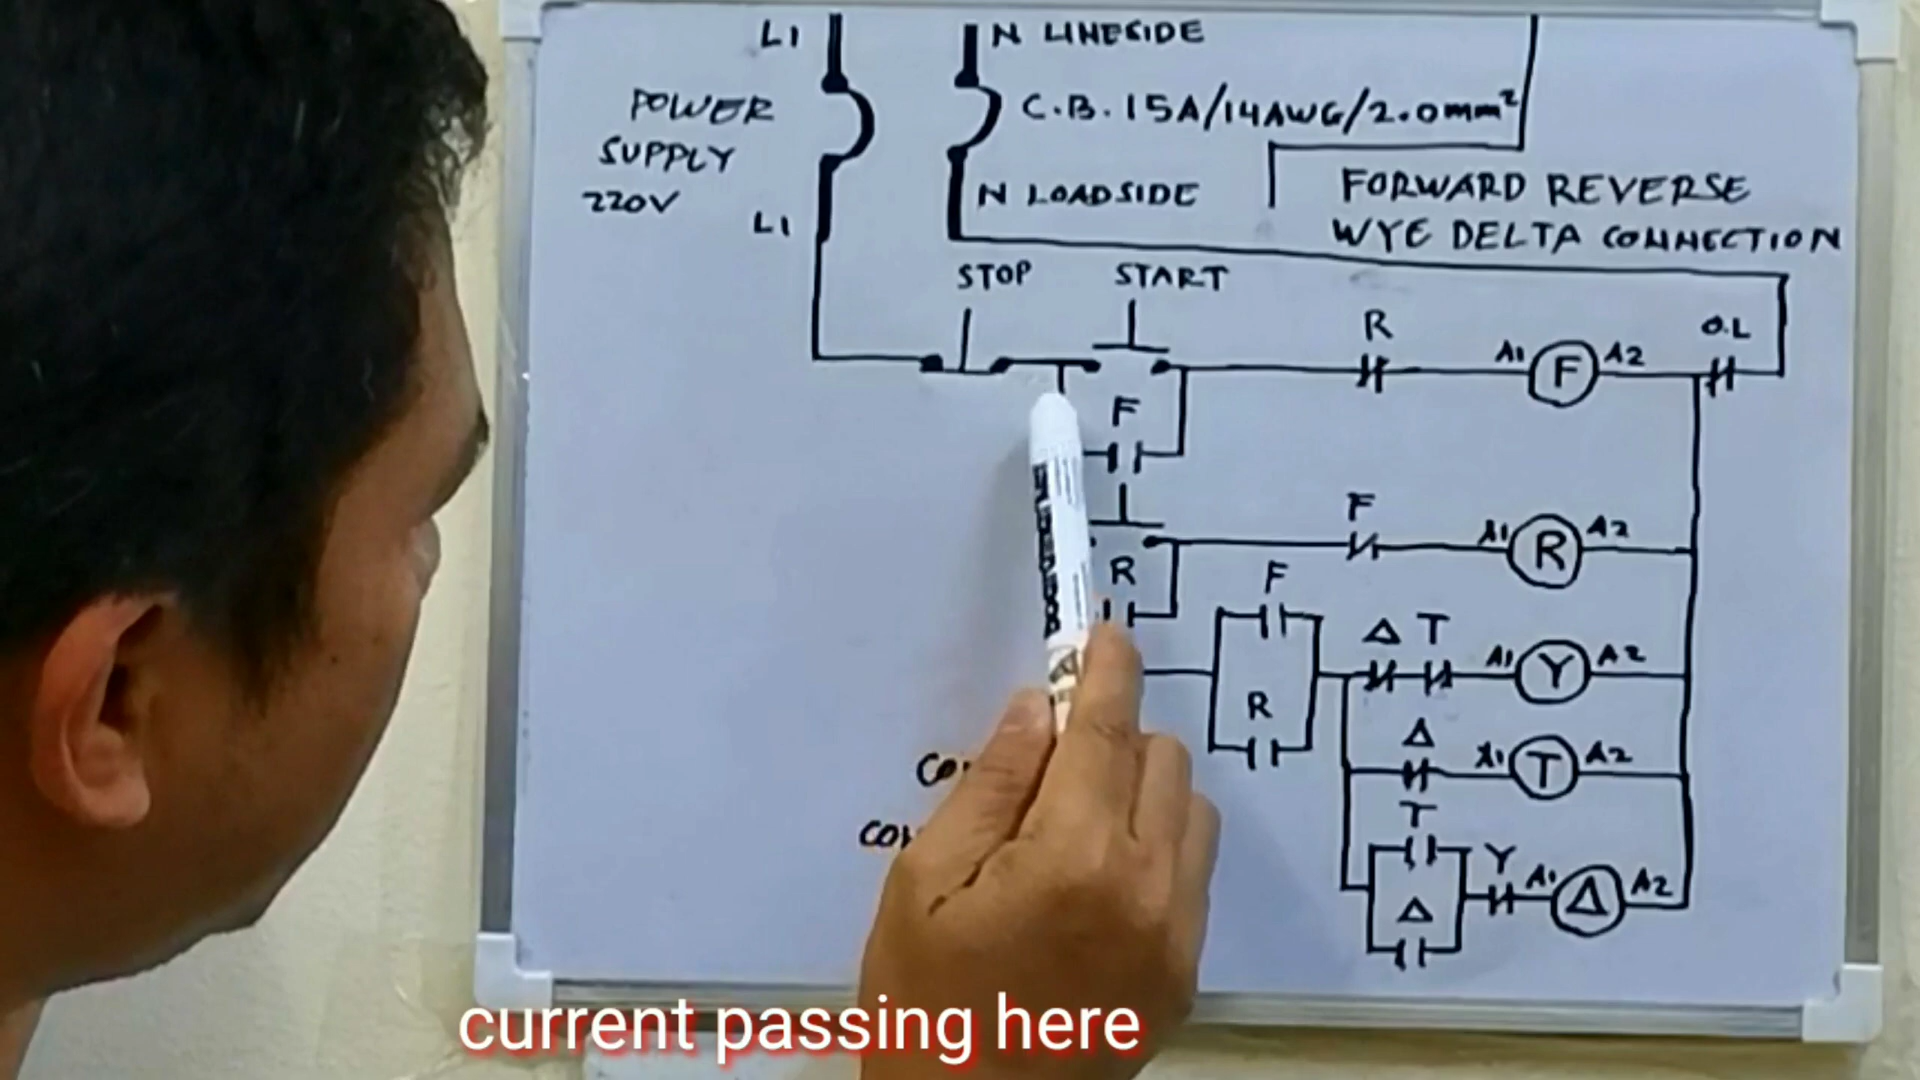 L1
N LINESIDE
POWER
SUPPLY
220V
C.B. 15A/14AWG/2.0mm²
L1
N LOADSIDE
FORWARD REVERSE
WYE DELTA CONNECTION
STOP
START
R
O.L
A1 F A2
F
F
A1 R A2
R
F
Δ T
A1 Y A2
R
Δ
A1 T A2
T
Y
A1 Δ A2
Δ
current passing here